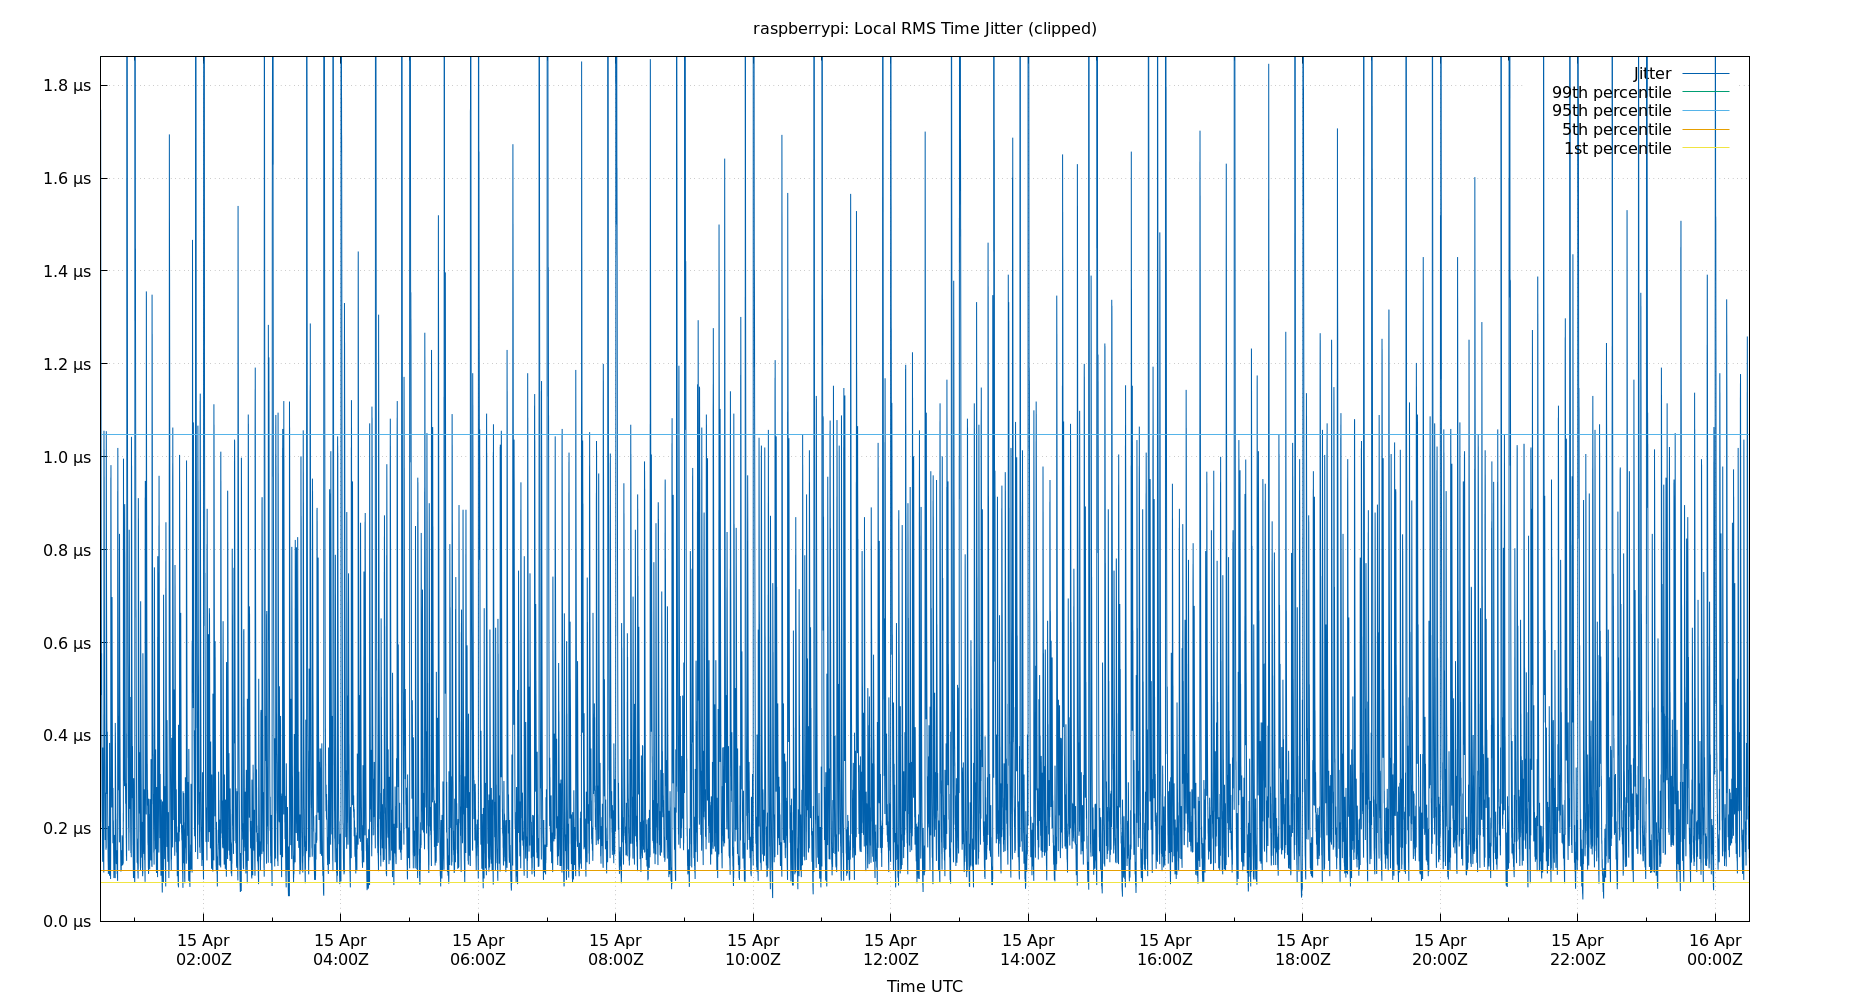 raspberrypi: Local RMS Time Jitter (clipped)
Jitter
99th percentile
95th percentile
5th percentile
1st percentile
1.8 µs
1.6 µs
1.4 µs
1.2 µs
1.0 µs
0.8 µs
0.6 µs
0.4 µs
0.2 µs
0.0 µs
15 Apr 15 Apr 15 Apr 15 Apr 15 Apr 15 Apr 15 Apr 15 Apr 15 Apr 15 Apr 15 Apr 16 Apr
02:00Z 04:00Z 06:00Z 08:00Z 10:00Z 12:00Z 14:00Z 16:00Z 18:00Z 20:00Z 22:00Z 00:00Z
Time UTC